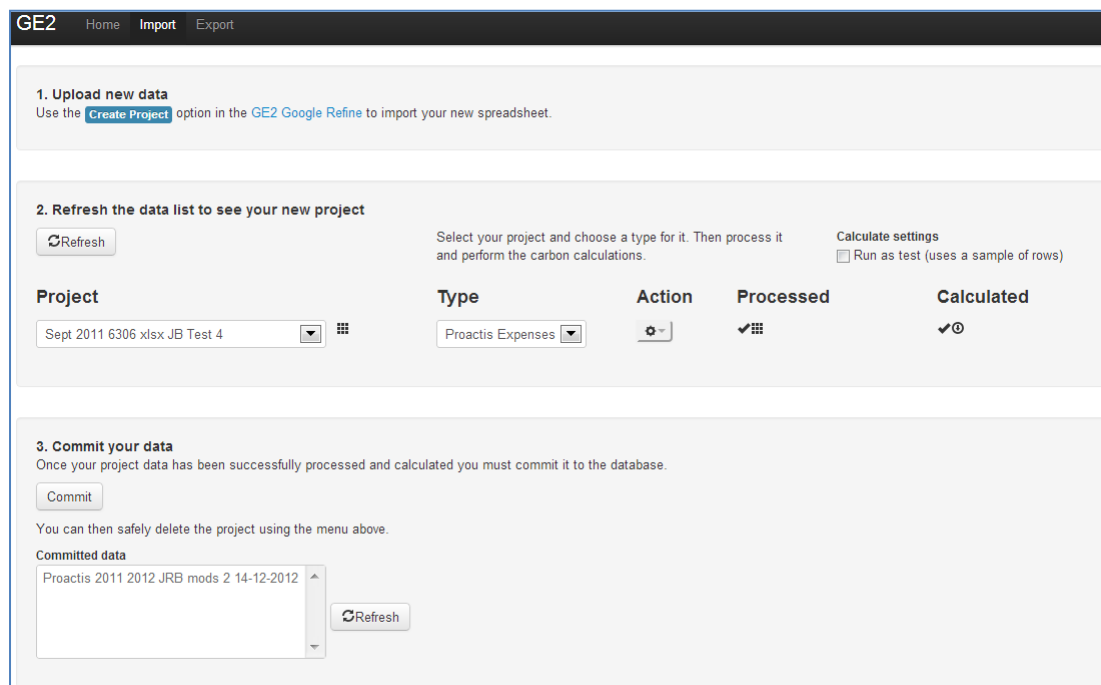 GE2 Home Import Export
1. Upload new data
Use the Create Project option in the GE2 Google Refine to import your new spreadsheet.
2. Refresh the data list to see your new project
Refresh
Select your project and choose a type for it. Then process it
and perform the carbon calculations.
Calculate settings
Run as test (uses a sample of rows)
Project Type Action Processed Calculated
Sept 2011 6306 xlsx JB Test 4 Proactis Expenses
3. Commit your data
Once your project data has been successfully processed and calculated you must commit it to the database.
Commit
You can then safely delete the project using the menu above.
Committed data
Proactis 2011 2012 JRB mods 2 14-12-2012
Refresh